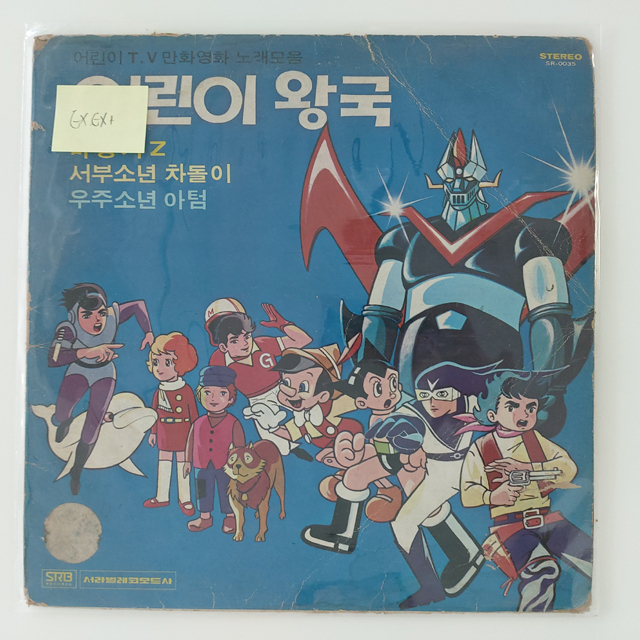 어린이 T.V 만화영화 노래모음
STEREO
SR-0035
어린이 왕국
EX EX+
Z
서부소년 차돌이
우주소년 아텀
SRB
서라벌레코오드사